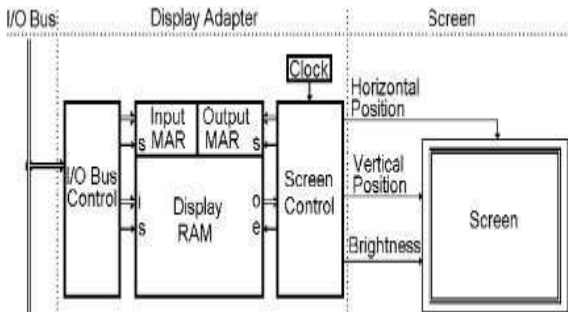 I/O Bus Display Adapter Screen
Clock
Horizontal
Position
Input Output
MAR MAR
s s
I/O Bus
Control
Screen
Control
Vertical
Position
i o
Display
RAM
s e
Screen
Brightness